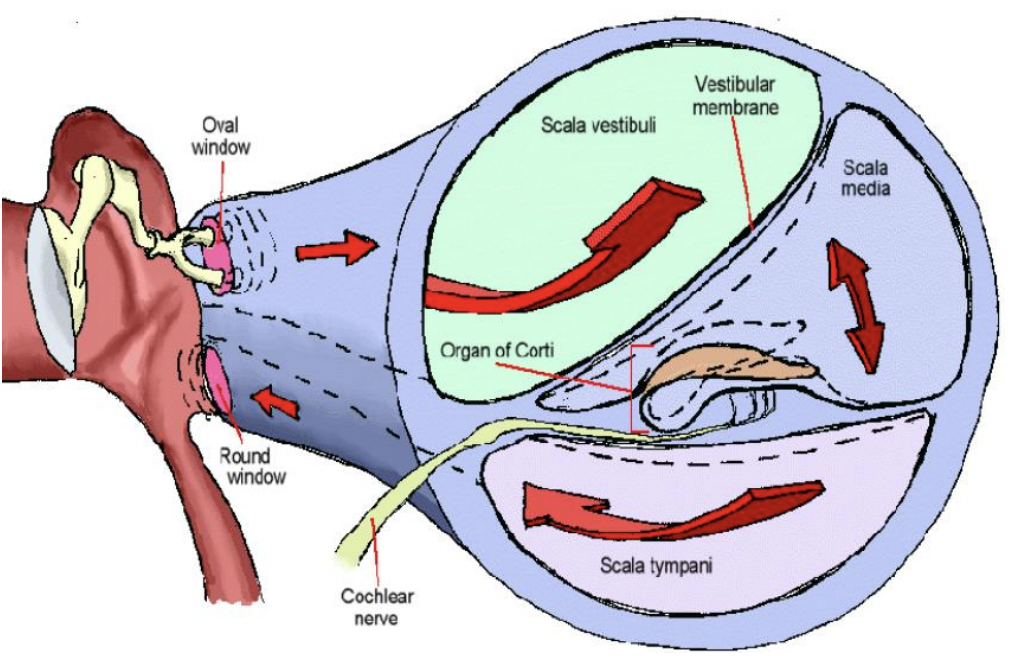 Vestibular
membrane
Oval
window
Scala vestibuli
Scala
media
Organ of Corti
Round
window
Scala tympani
Cochlear
nerve